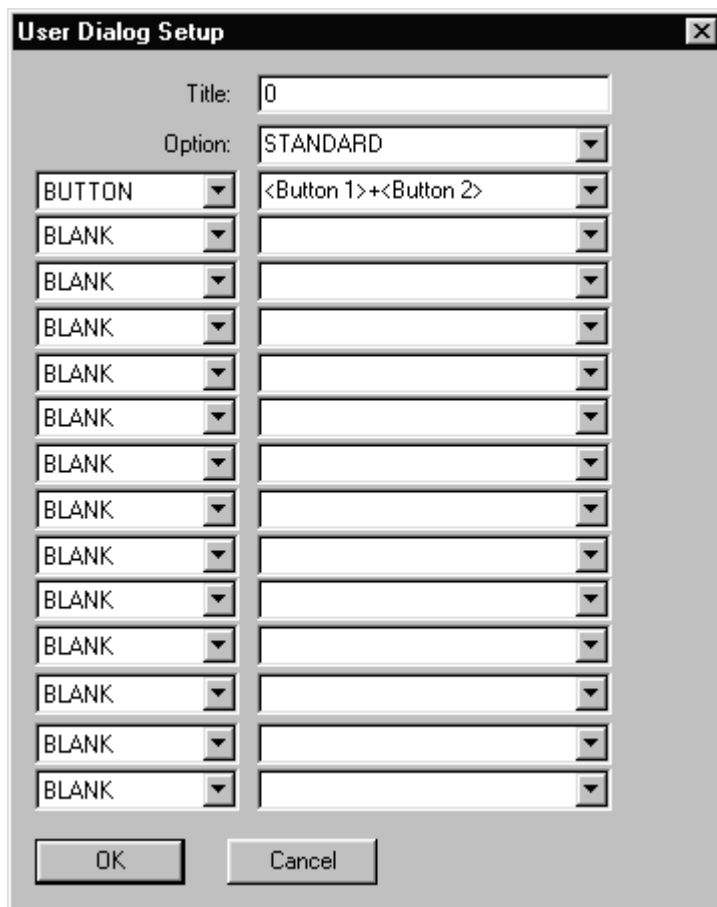 User Dialog Setup
Title: 0
Option: STANDARD
BUTTON <Button 1>+<Button 2>
BLANK
BLANK
BLANK
BLANK
BLANK
BLANK
BLANK
BLANK
BLANK
BLANK
BLANK
BLANK
BLANK
OK Cancel